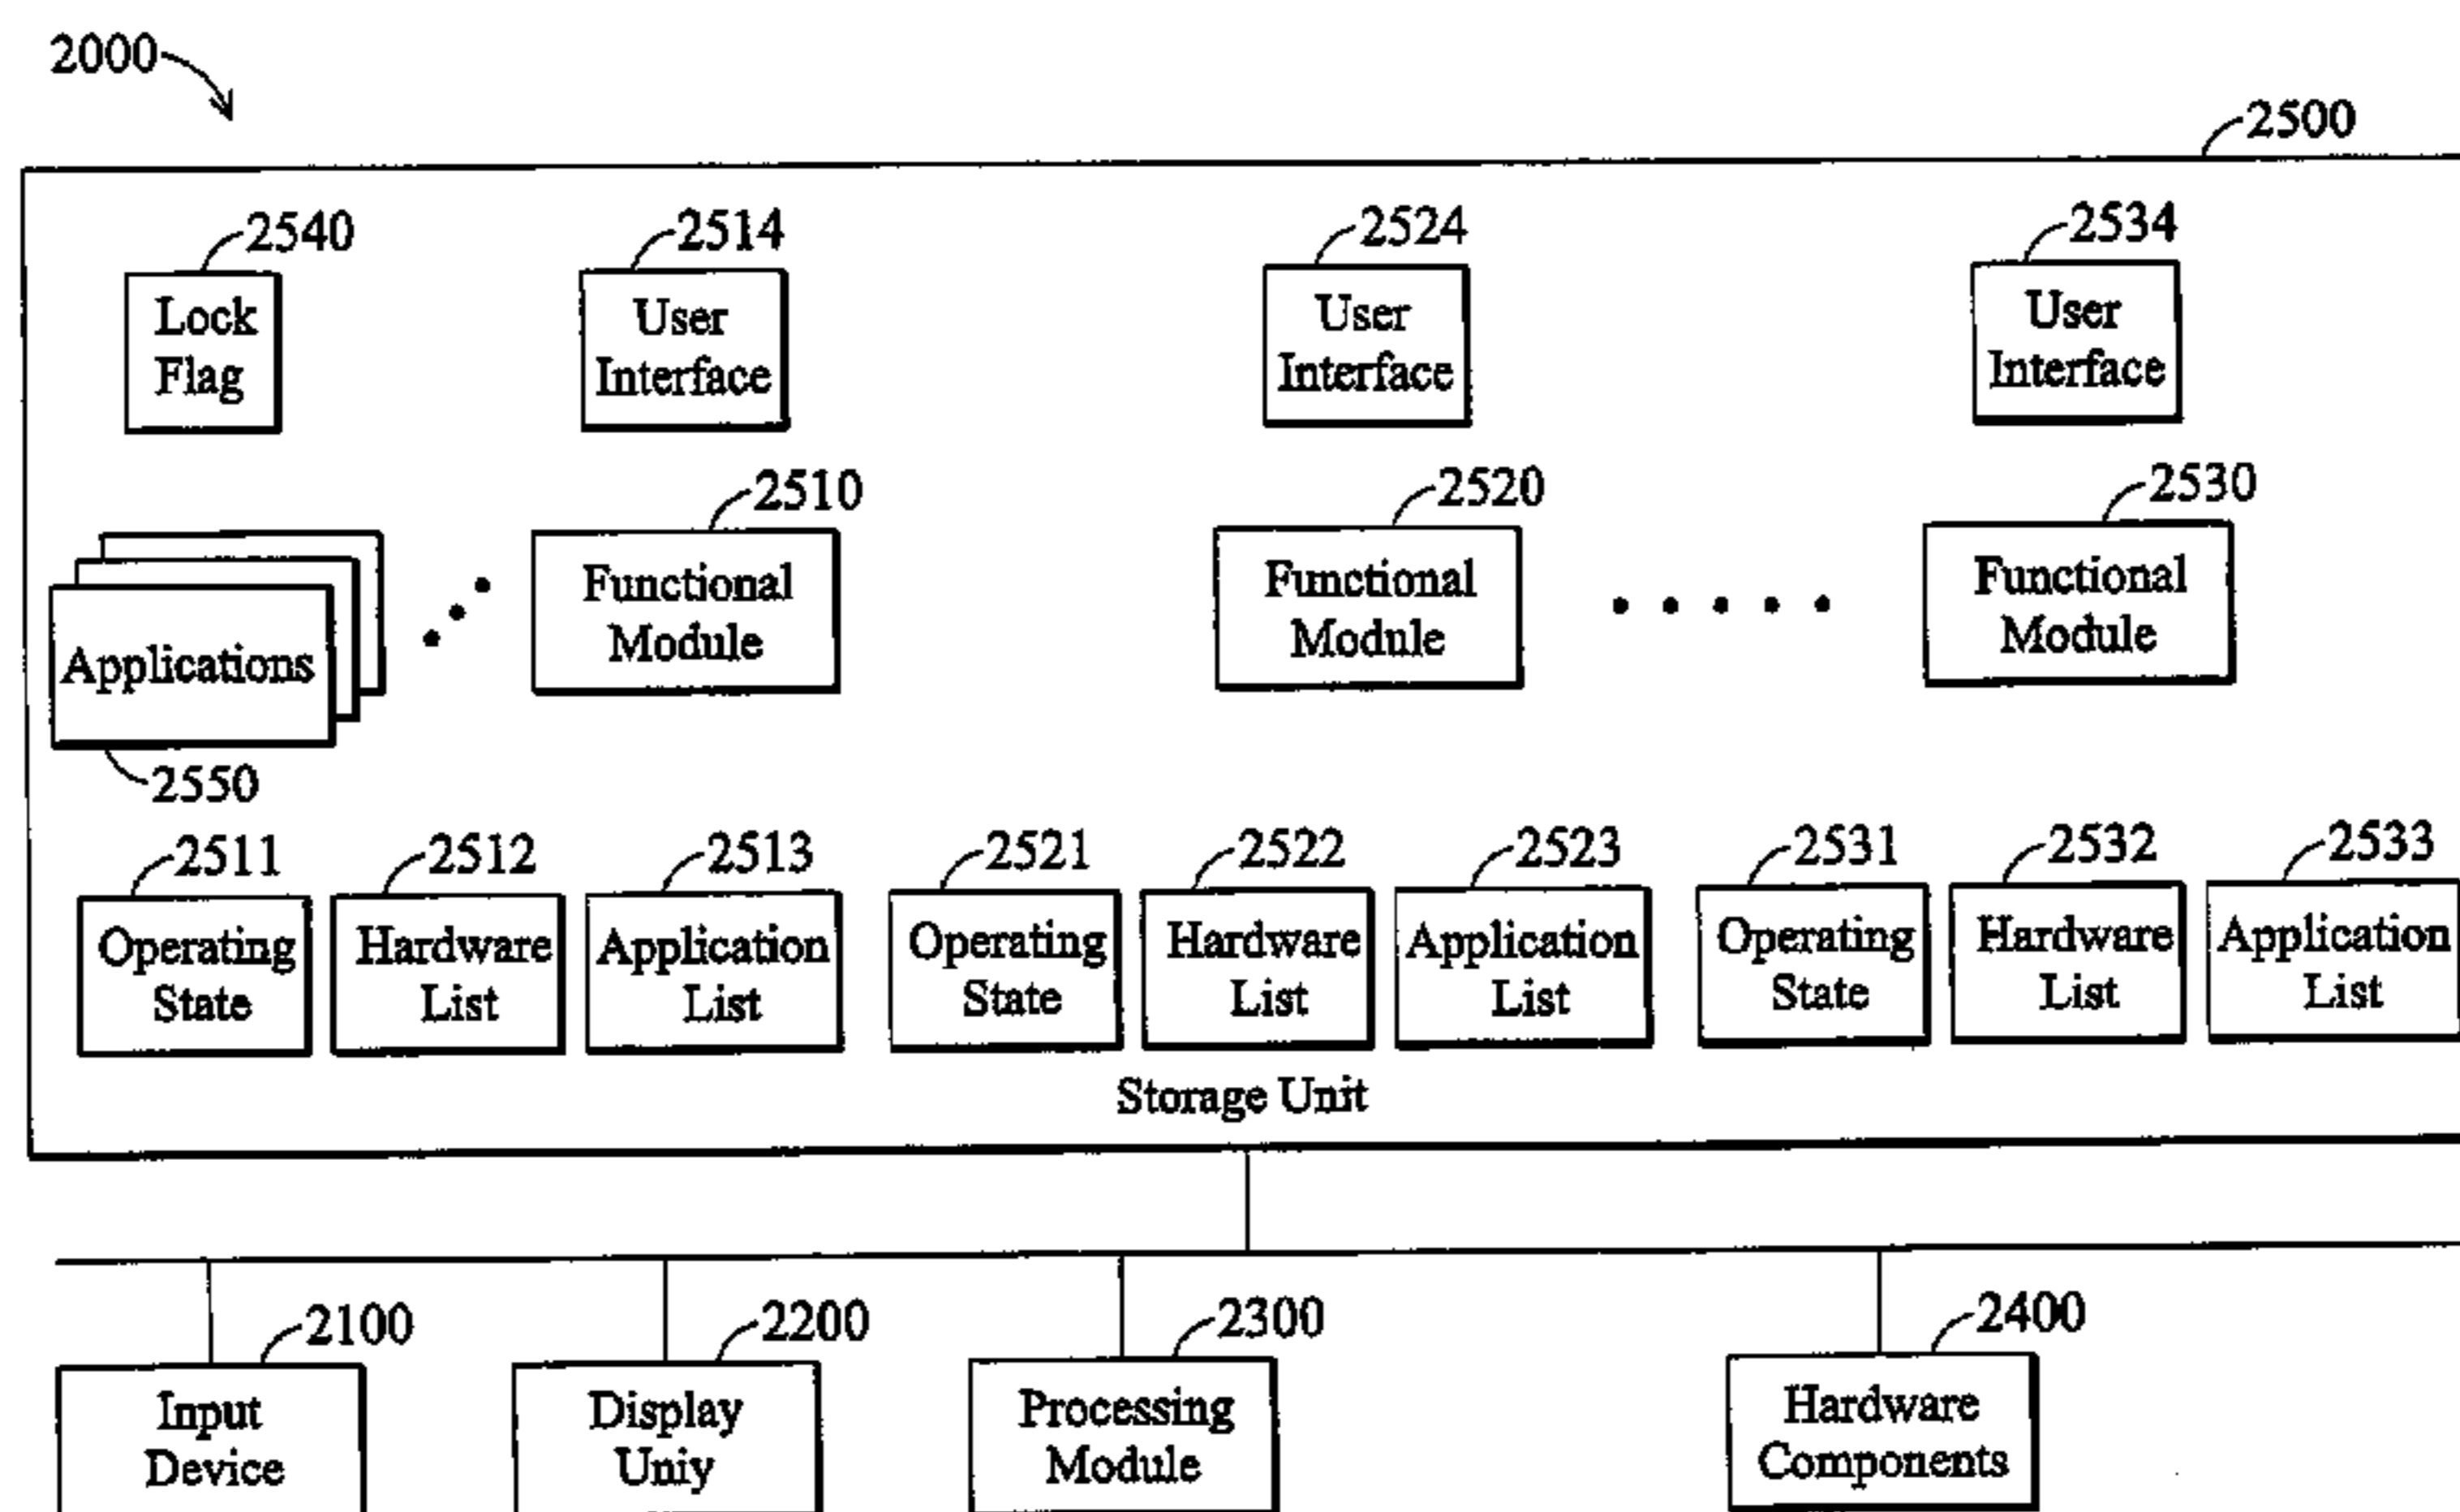 2000
2500
2540
2514
2524
2534
Lock
Flag
User
Interface
User
Interface
User
Interface
2510
2520
2530
Applications
Functional
Module
Functional
Module
Functional
Module
2550
2511
2512
2513
2521
2522
2523
2531
2532
2533
Operating
State
Hardware
List
Application
List
Operating
State
Hardware
List
Application
List
Operating
State
Hardware
List
Application
List
Storage Unit
2100
2200
2300
2400
Input
Device
Display
Uniy
Processing
Module
Hardware
Components